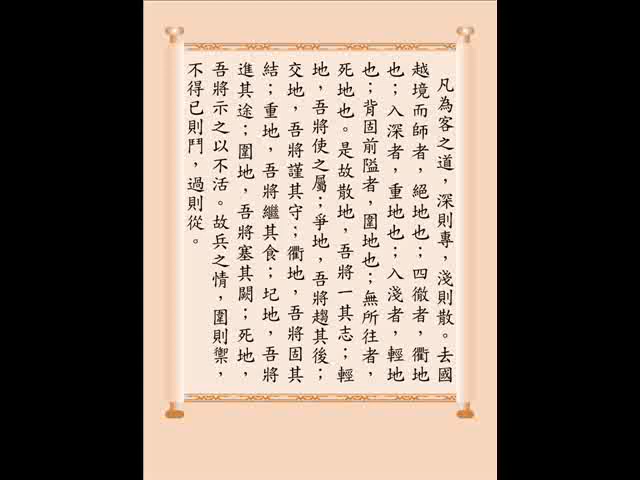 凡為客之道，深則專，淺則散。去國
越境而師者，絕地也；四徹者，衢地
也；入深者，重地也；入淺者，輕地
也；背固前隘者，圍地也；無所往者，
死地也。是故散地，吾將一其志；輕
地，吾將使之屬；爭地，吾將趨其後；
交地，吾將謹其守；衢地，吾將固其
結；重地，吾將繼其食；圮地，吾將
進其途；圍地，吾將塞其闕；死地，
吾將示之以不活。故兵之情，圍則禦，
不得已則鬥，過則從。